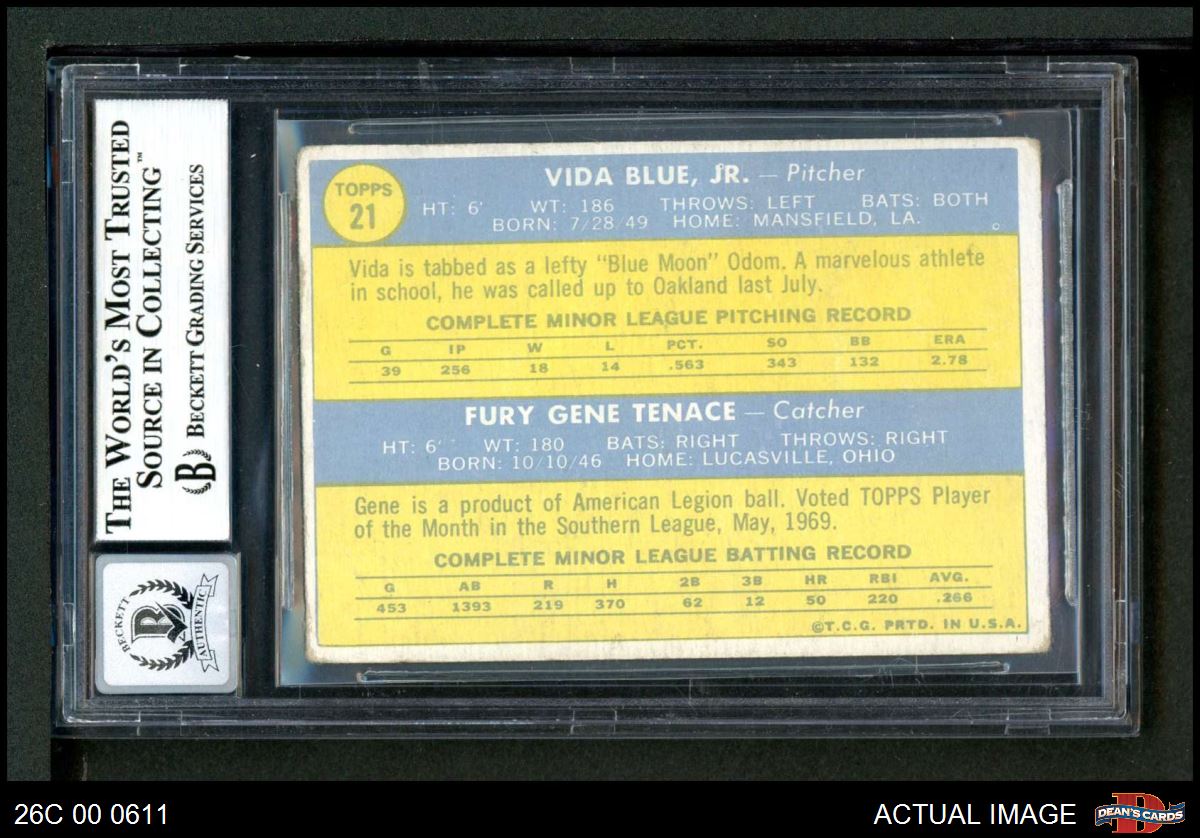 THE WORLD'S MOST TRUSTED
SOURCE IN COLLECTING™
BECKETT GRADING SERVICES
B
BECKETT
B
AUTHENTIC
TOPPS
21
VIDA BLUE, JR. — Pitcher
HT: 6' WT: 186 THROWS: LEFT BATS: BOTH
BORN: 7/28/49 HOME: MANSFIELD, LA.
Vida is tabbed as a lefty "Blue Moon" Odom. A marvelous athlete
in school, he was called up to Oakland last July.
COMPLETE MINOR LEAGUE PITCHING RECORD
G IP W L PCT. SO BB ERA
39 256 18 14 .563 343 132 2.78
FURY GENE TENACE — Catcher
HT: 6' WT: 180 BATS: RIGHT THROWS: RIGHT
BORN: 10/10/46 HOME: LUCASVILLE, OHIO
Gene is a product of American Legion ball. Voted TOPPS Player
of the Month in the Southern League, May, 1969.
COMPLETE MINOR LEAGUE BATTING RECORD
G AB R H 2B 3B HR RBI AVG.
453 1393 219 370 62 12 50 220 .266
©T.C.G. PRTD. IN U.S.A.
26C 00 0611
ACTUAL IMAGE
D
DEAN'S CARDS